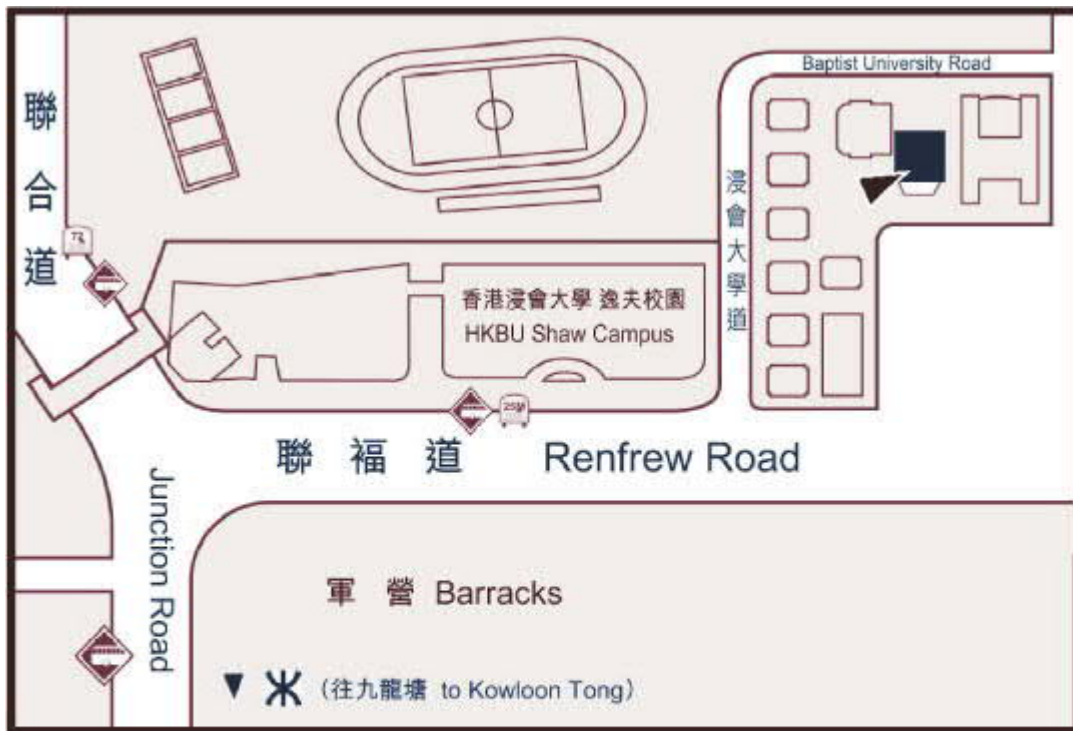 Baptist University Road
聯合道
浸會大學道
香港浸會大學 逸夫校園
HKBU Shaw Campus
25M
聯福道 Renfrew Road
Junction Road
軍營 Barracks
(往九龍塘 to Kowloon Tong)